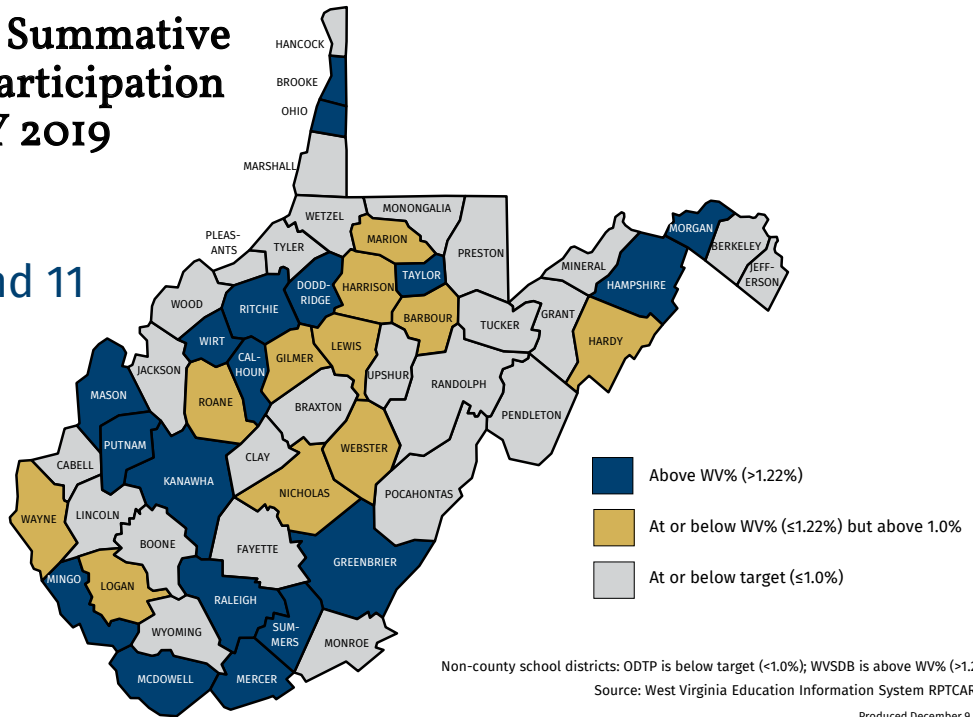 Summative
articipation
Y 2019
nd 11
HANCOCK
BROOKE
OHIO
MARSHALL
WETZEL
MONONGALIA
MARION
PRESTON
PLEAS-
ANTS
TYLER
MORGAN
BERKELEY
JEFF-
ERSON
MINERAL
HAMPSHIRE
WOOD
RITCHIE
DODD-
RIDGE
HARRISON
TAYLOR
BARBOUR
TUCKER
GRANT
HARDY
WIRT
CAL-
HOUN
GILMER
LEWIS
UPSHUR
RANDOLPH
JACKSON
ROANE
BRAXTON
PENDLETON
MASON
PUTNAM
KANAWHA
CLAY
WEBSTER
NICHOLAS
POCAHONTAS
CABELL
WAYNE
LINCOLN
BOONE
FAYETTE
GREENBRIER
MINGO
LOGAN
RALEIGH
SUM-
MERS
WYOMING
MONROE
MCDOWELL
MERCER
Above WV% (>1.22%)
At or below WV% (≤1.22%) but above 1.0%
At or below target (≤1.0%)
Non-county school districts: ODTP is below target (<1.0%); WVSDB is above WV% (>1.2
Source: West Virginia Education Information System RPTCAR
Produced December 9